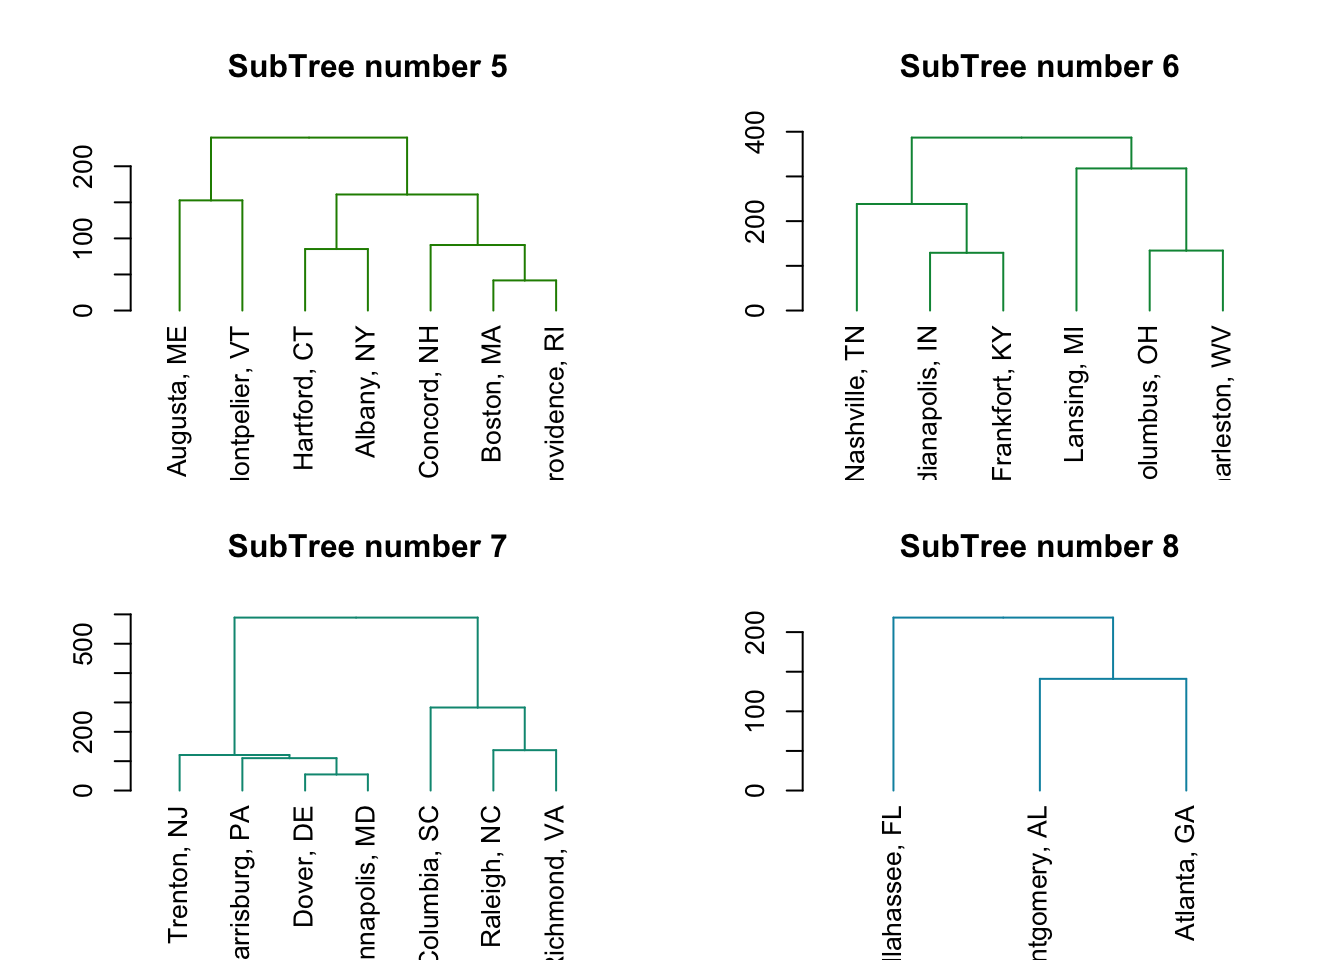 SubTree number 5
200
100
0
Augusta, ME
ontpelier, VT
Hartford, CT
Albany, NY
Concord, NH
Boston, MA
rovidence, RI
SubTree number 6
400
200
0
Nashville, TN
dianapolis, IN
Frankfort, KY
Lansing, MI
olumbus, OH
arleston, WV
SubTree number 7
500
200
0
Trenton, NJ
arrisburg, PA
Dover, DE
nnapolis, MD
Columbia, SC
Raleigh, NC
Richmond, VA
SubTree number 8
200
100
0
llahassee, FL
ntgomery, AL
Atlanta, GA